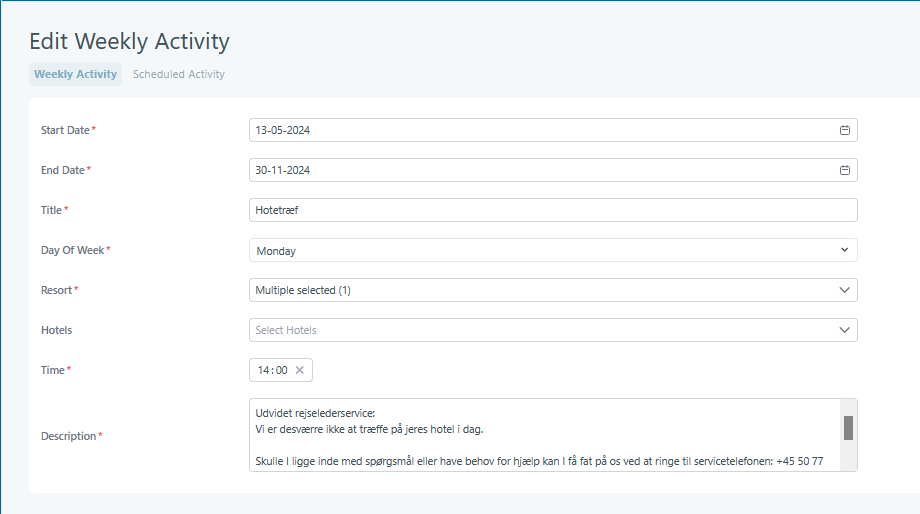 Edit Weekly Activity
Weekly Activity Scheduled Activity
Start Date* 13-05-2024
End Date* 30-11-2024
Title* Hotetræf
Day Of Week* Monday
Resort* Multiple selected (1)
Hotels Select Hotels
Time* 14:00
Description* Udvidet rejselederservice:
Vi er desværre ikke at træffe på jeres hotel i dag.
Skulle I ligge inde med spørgsmål eller have behov for hjælp kan I få fat på os ved at ringe til servicetelefonen: +45 50 77